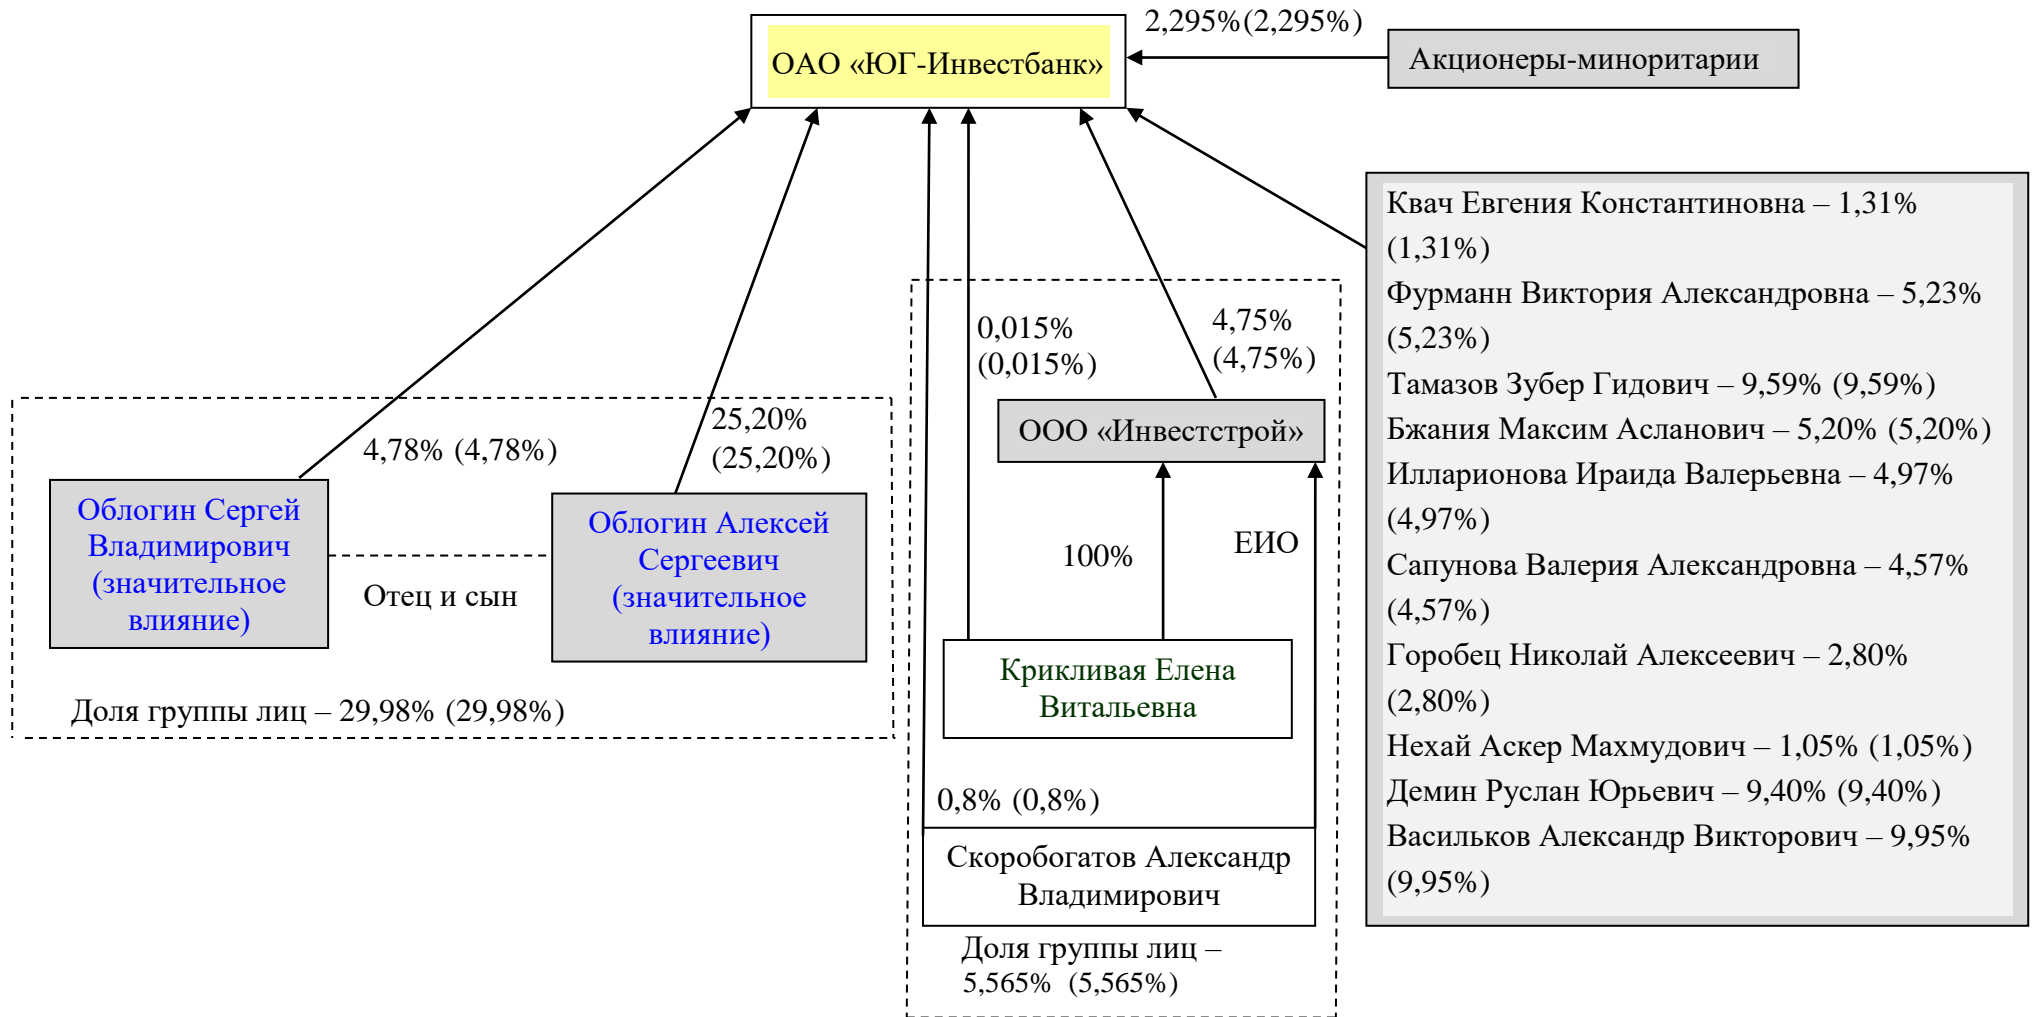 2,295%(2,295%)
ОАО «ЮГ-Инвестбанк»
Акционеры-миноритарии
Квач Евгения Константиновна – 1,31%
(1,31%)
Фурманн Виктория Александровна – 5,23%
(5,23%)
Тамазов Зубер Гидович – 9,59% (9,59%)
Бжания Максим Асланович – 5,20% (5,20%)
Илларионова Ираида Валерьевна – 4,97%
(4,97%)
Сапунова Валерия Александровна – 4,57%
(4,57%)
Горобец Николай Алексеевич – 2,80%
(2,80%)
Нехай Аскер Махмудович – 1,05% (1,05%)
Демин Руслан Юрьевич – 9,40% (9,40%)
Васильков Александр Викторович – 9,95%
(9,95%)
4,78% (4,78%)
25,20%
(25,20%)
Облогин Сергей
Владимирович
(значительное
влияние)
Отец и сын
Облогин Алексей
Сергеевич
(значительное
влияние)
Доля группы лиц – 29,98% (29,98%)
0,015%
(0,015%)
4,75%
(4,75%)
ООО «Инвестстрой»
100%
ЕИО
Крикливая Елена
Витальевна
0,8% (0,8%)
Скоробогатов Александр
Владимирович
Доля группы лиц –
5,565% (5,565%)